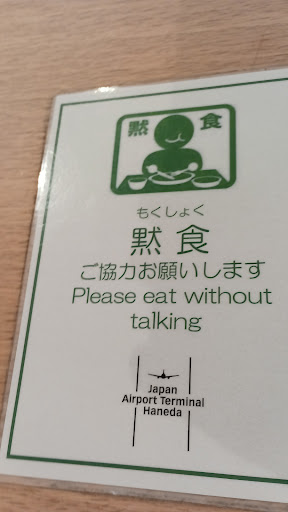 黙 食
もくしょく
黙 食
ご協力お願いします
Please eat without
talking
Japan
Airport Terminal
Haneda